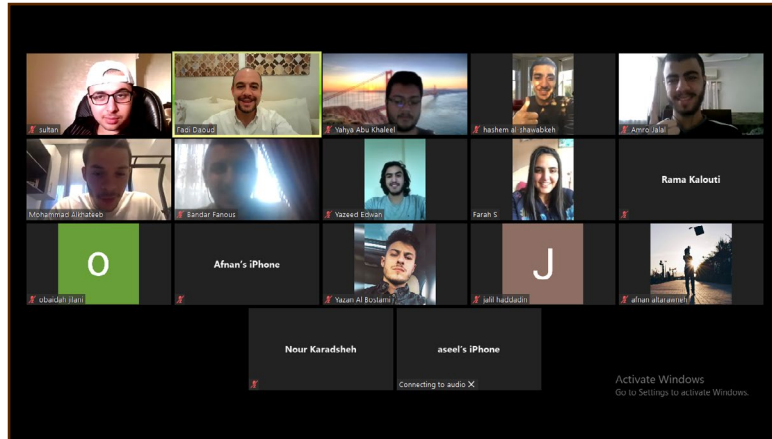 sultan
Fadi Daoud
Yahya Abu Khaleel
hashem al-shawabkeh
Amro Jalal
Mohammad Alkhateeb
Bandar Fanous
Yazeed Edwan
Farah S
Rama Kalouti
O
obaidah jilani
Afnan's iPhone
Yazan Al Bostami
J
jalil haddadin
afnan altarawneh
Nour Karadsheh
aseel's iPhone
Connecting to audio X
Activate Windows
Go to Settings to activate Windows.